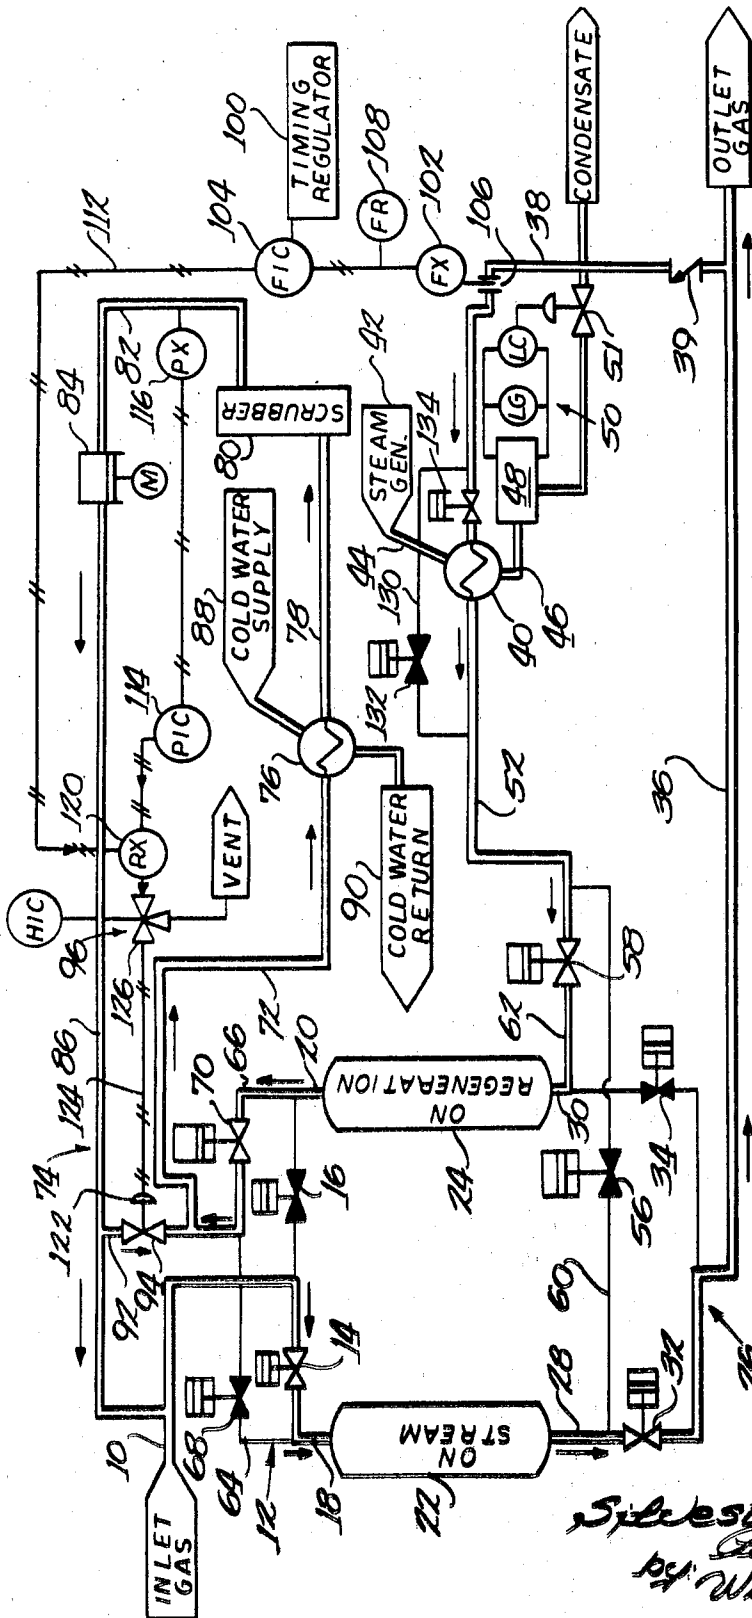 INLET
GAS
10
12
64
68
14
18
ON
STREAM
22
28
32
26
92
94
122
74
124
86
126
96
HIC
VENT
120
RX
PIC
114
84
M
82
116
PX
112
104
FIC
TIMING
REGULATOR
100
FR
108
FX
102
106
38
72
70
66
16
20
ON
REGENERATION
24
30
34
56
60
58
62
76
78
COLD WATER
SUPPLY
88
COLD WATER
RETURN
90
SCRUBBER
80
STEAM
GEN.
42
44
134
130
132
40
46
48
LG
LC
50
51
52
CONDENSATE
39
36
OUTLET
GAS